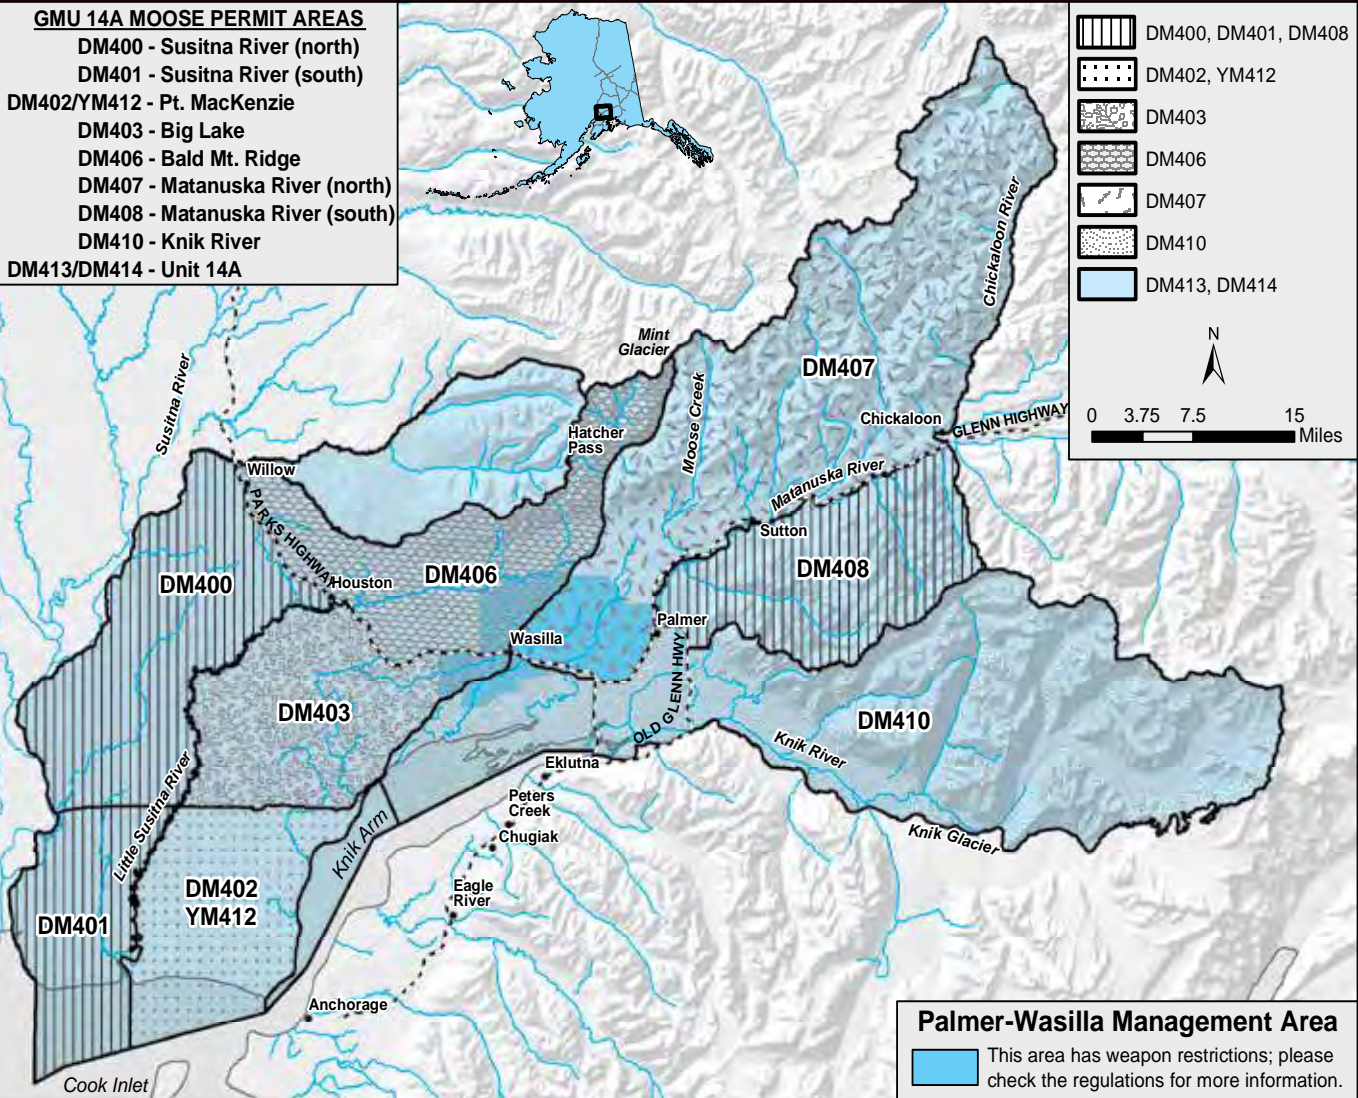 GMU 14A MOOSE PERMIT AREAS
DM400 - Susitna River (north)
DM401 - Susitna River (south)
DM402/YM412 - Pt. MacKenzie
DM403 - Big Lake
DM406 - Bald Mt. Ridge
DM407 - Matanuska River (north)
DM408 - Matanuska River (south)
DM410 - Knik River
DM413/DM414 - Unit 14A
DM400, DM401, DM408
DM402, YM412
DM403
DM406
DM407
DM410
DM413, DM414
N
0 3.75 7.5 15
Miles
Chickaloon River
Mint
Glacier
Susitna River
DM407
Moose Creek
Chickaloon
GLENN HIGHWAY
Hatcher
Pass
Willow
Matanuska River
PARKS HIGHWAY
Sutton
DM400
Houston
DM406
DM408
Palmer
Wasilla
OLD GLENN HWY
DM403
DM410
Knik River
Eklutna
Little Susitna River
Peters
Creek
Knik Arm
Chugiak
Knik Glacier
DM402
YM412
Eagle
River
DM401
Anchorage
Cook Inlet
Palmer-Wasilla Management Area
This area has weapon restrictions; please
check the regulations for more information.